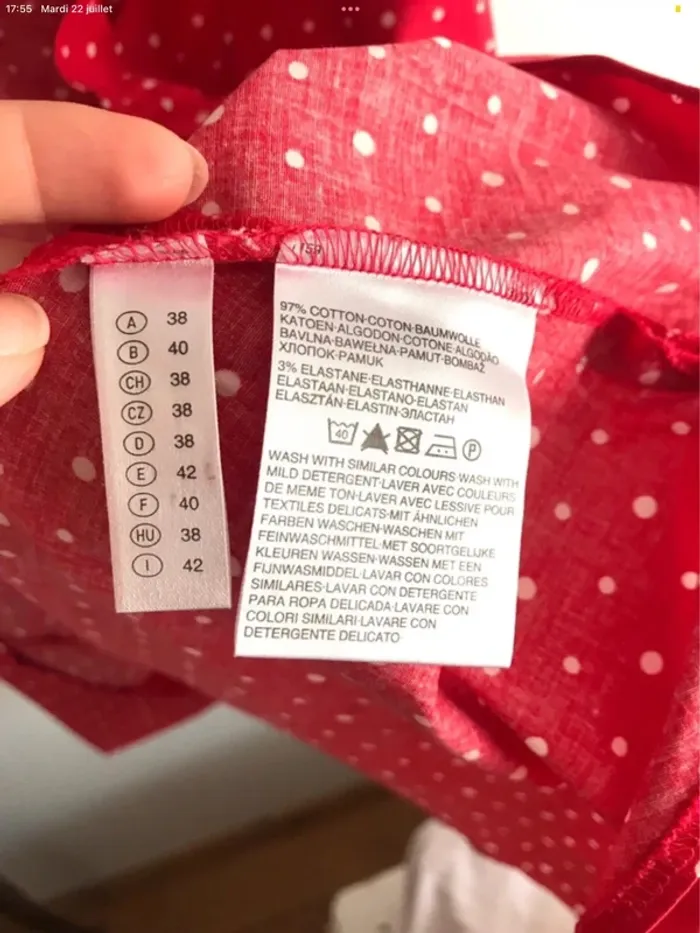 17:55 Mardi 22 juillet
A 38
B 40
CH 38
CZ 38
D 38
E 42
F 40
HU 38
I 42
97% COTTON·COTON·BAUMWOLLE
KATOEN·ALGODON·COTONE·ALGODÃO
BAVLNA·BAWEŁNA·PAMUT·BOMBAŽ
ХЛОПОК·PAMUK
3% ELASTANE·ELASTHANNE·ELASTHAN
ELASTAAN·ELASTANO·ELASTAN
ELASZTÁN·ELASTIN·ЭЛАСТАН
40 P
WASH WITH SIMILAR COLOURS·WASH WITH
MILD DETERGENT·LAVER AVEC COULEURS
DE MEME TON·LAVER AVEC LESSIVE POUR
TEXTILES DELICATS·MIT ÄHNLICHEN
FARBEN WASCHEN·WASCHEN MIT
FEINWASCHMITTEL·MET SOORTGELIJKE
KLEUREN WASSEN·WASSEN MET EEN
FIJNWASMIDDEL·LAVAR CON COLORES
SIMILARES·LAVAR CON DETERGENTE
PARA ROPA DELICADA·LAVARE CON
COLORI SIMILARI·LAVARE CON
DETERGENTE DELICATO·